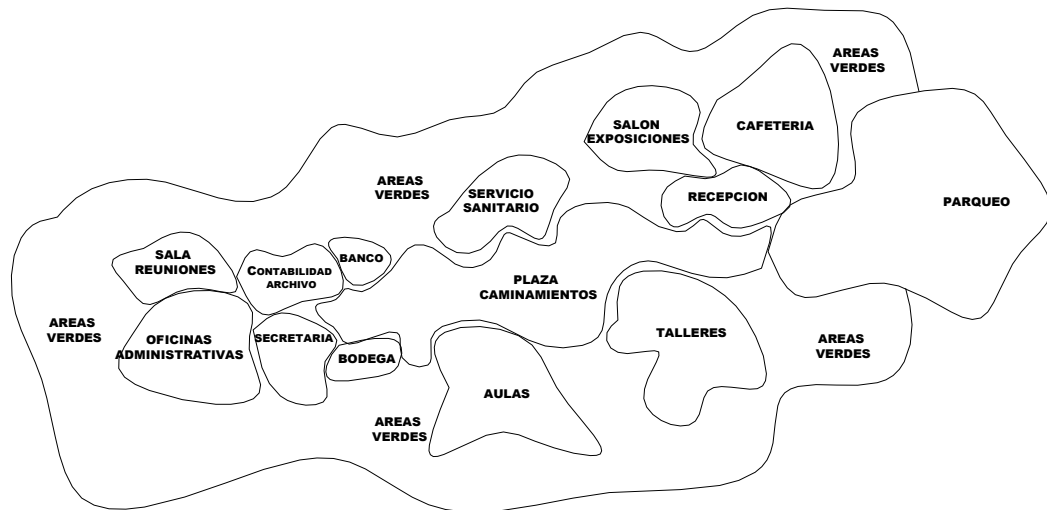 AREAS
VERDES
SALON
EXPOSICIONES
CAFETERIA
AREAS
VERDES
SERVICIO
SANITARIO
RECEPCION
PARQUEO
SALA
REUNIONES
CONTABILIDAD
ARCHIVO
BANCO
PLAZA
CAMINAMIENTOS
AREAS
VERDES
OFICINAS
ADMINISTRATIVAS
SECRETARIA
BODEGA
TALLERES
AREAS
VERDES
AULAS
AREAS
VERDES